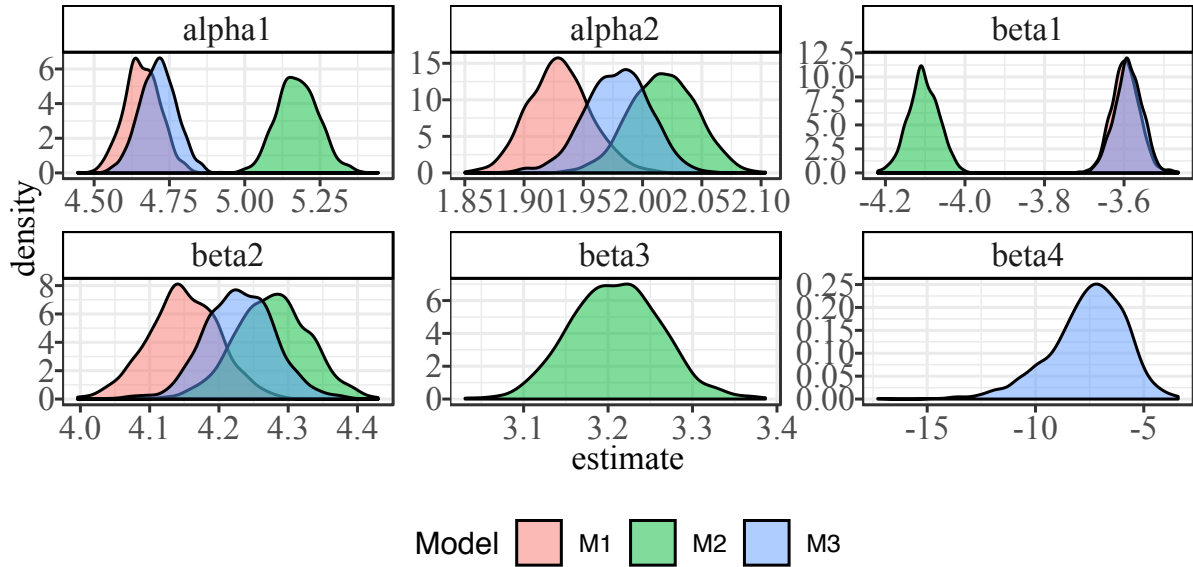 alpha1 alpha2 beta1
6 4 2 0 15 10 5 0 12.5 10.0 7.5 5.0 2.5 0.0
4.50 4.75 5.00 5.25 1.85 1.90 1.95 2.00 2.05 2.10 -4.2 -4.0 -3.8 -3.6
density
beta2 beta3 beta4
8 6 4 2 0 6 4 2 0 0.25 0.20 0.15 0.10 0.05 0.00
4.0 4.1 4.2 4.3 4.4 3.1 3.2 3.3 3.4 -15 -10 -5
estimate
Model M1 M2 M3